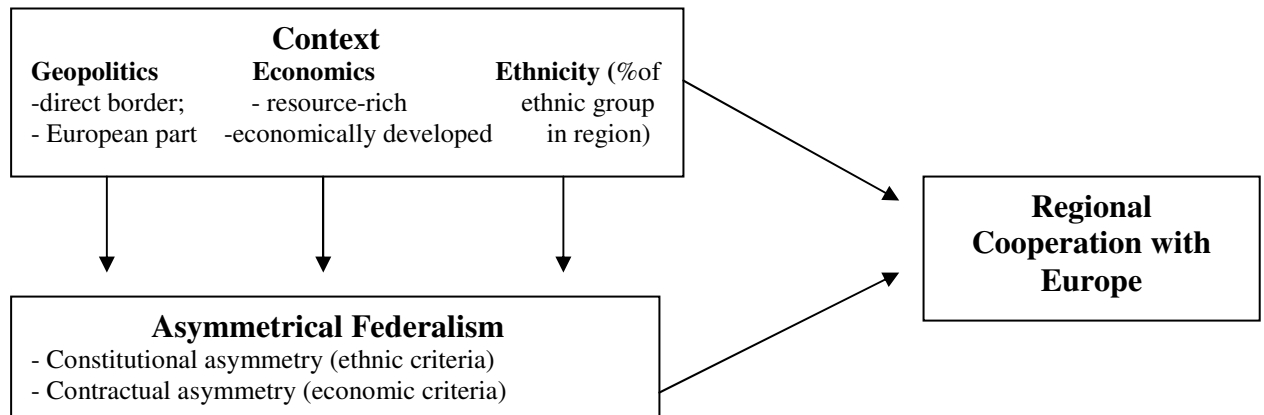 Context
Geopolitics Economics Ethnicity (%of
-direct border; - resource-rich ethnic group
- European part -economically developed in region)
Regional
Cooperation with
Europe
Asymmetrical Federalism
- Constitutional asymmetry (ethnic criteria)
- Contractual asymmetry (economic criteria)